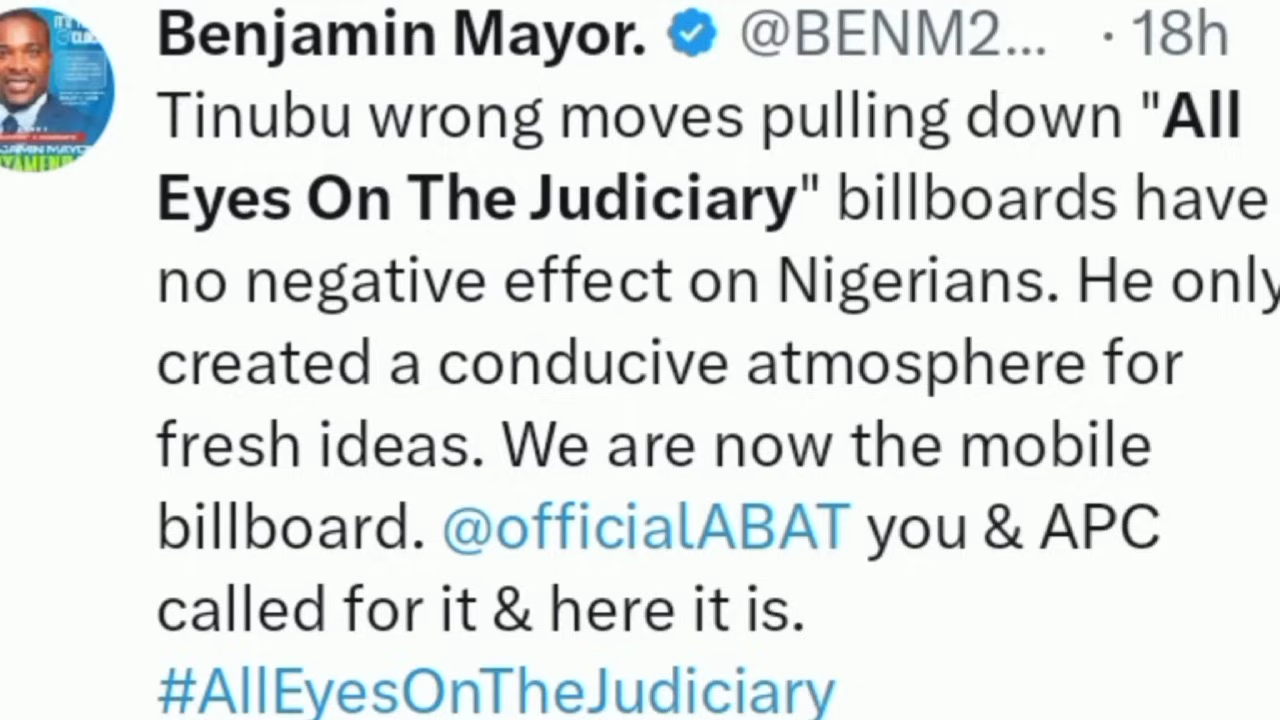 Benjamin Mayor. @BENM2... · 18h
Tinubu wrong moves pulling down "All
Eyes On The Judiciary" billboards have
no negative effect on Nigerians. He only
created a conducive atmosphere for
fresh ideas. We are now the mobile
billboard. @officialABAT you & APC
called for it & here it is.
#AllEyesOnTheJudiciary